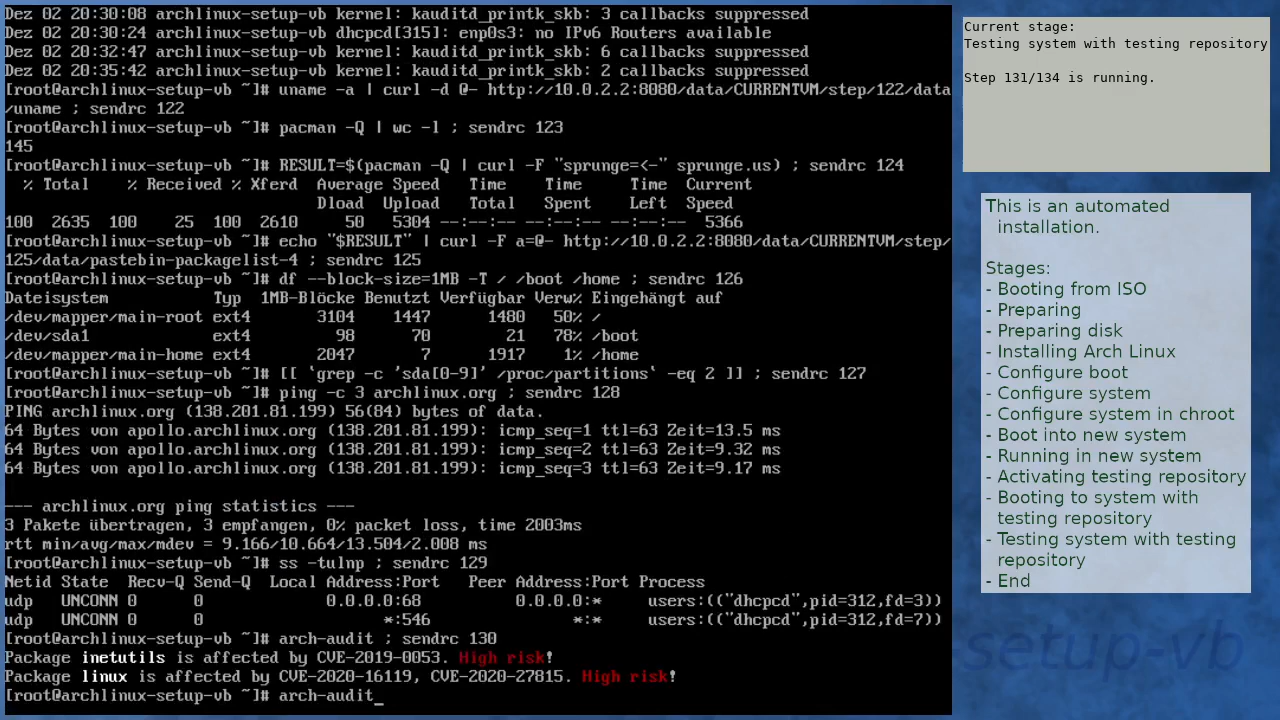 Dez 02 20:30:08 archlinux-setup-vb kernel: kauditd_printk_skb: 3 callbacks suppressed
Dez 02 20:30:24 archlinux-setup-vb dhcpcd[315]: enp0s3: no IPv6 Routers available
Dez 02 20:32:47 archlinux-setup-vb kernel: kauditd_printk_skb: 6 callbacks suppressed
Dez 02 20:35:42 archlinux-setup-vb kernel: kauditd_printk_skb: 2 callbacks suppressed
[root@archlinux-setup-vb ~]# uname -a | curl -d @- http://10.0.2.2:8080/data/CURRENTVM/step/122/data
/uname ; sendrc 122
[root@archlinux-setup-vb ~]# pacman -Q | wc -l ; sendrc 123
145
[root@archlinux-setup-vb ~]# RESULT=$(pacman -Q | curl -F "sprunge=<-" sprunge.us) ; sendrc 124
  % Total    % Received % Xferd  Average Speed   Time    Time     Time  Current
                                 Dload  Upload   Total   Spent    Left  Speed
100  2635  100    25  100  2610     50   5304 --:--:-- --:--:-- --:--:--  5366
[root@archlinux-setup-vb ~]# echo "$RESULT" | curl -F a=@- http://10.0.2.2:8080/data/CURRENTVM/step/
125/data/pastebin-packagelist-4 ; sendrc 125
[root@archlinux-setup-vb ~]# df --block-size=1MB -T / /boot /home ; sendrc 126
Dateisystem           Typ  1MB-Blöcke Benutzt Verfügbar Verw% Eingehängt auf
/dev/mapper/main-root ext4       3104    1447      1480   50% /
/dev/sda1             ext4         98      70        21   78% /boot
/dev/mapper/main-home ext4       2047       7      1917    1% /home
[root@archlinux-setup-vb ~]# [[ `grep -c 'sda[0-9]' /proc/partitions` -eq 2 ]] ; sendrc 127
[root@archlinux-setup-vb ~]# ping -c 3 archlinux.org ; sendrc 128
PING archlinux.org (138.201.81.199) 56(84) bytes of data.
64 Bytes von apollo.archlinux.org (138.201.81.199): icmp_seq=1 ttl=63 Zeit=13.5 ms
64 Bytes von apollo.archlinux.org (138.201.81.199): icmp_seq=2 ttl=63 Zeit=9.32 ms
64 Bytes von apollo.archlinux.org (138.201.81.199): icmp_seq=3 ttl=63 Zeit=9.17 ms
--- archlinux.org ping statistics ---
3 Pakete übertragen, 3 empfangen, 0% packet loss, time 2003ms
rtt min/avg/max/mdev = 9.166/10.664/13.504/2.008 ms
[root@archlinux-setup-vb ~]# ss -tulnp ; sendrc 129
Netid State  Recv-Q Send-Q  Local Address:Port   Peer Address:Port Process
udp   UNCONN 0      0             0.0.0.0:68          0.0.0.0:*     users:(("dhcpcd",pid=312,fd=3))
udp   UNCONN 0      0                   *:546               *:*     users:(("dhcpcd",pid=312,fd=7))
[root@archlinux-setup-vb ~]# arch-audit ; sendrc 130
Package inetutils is affected by CVE-2019-0053. High risk!
Package linux is affected by CVE-2020-16119, CVE-2020-27815. High risk!
[root@archlinux-setup-vb ~]# arch-audit_
Current stage:
Testing system with testing repository
Step 131/134 is running.
This is an automated
installation.
Stages:
- Booting from ISO
- Preparing
- Preparing disk
- Installing Arch Linux
- Configure boot
- Configure system
- Configure system in chroot
- Boot into new system
- Running in new system
- Activating testing repository
- Booting to system with
testing repository
- Testing system with testing
repository
- End
setup-vb